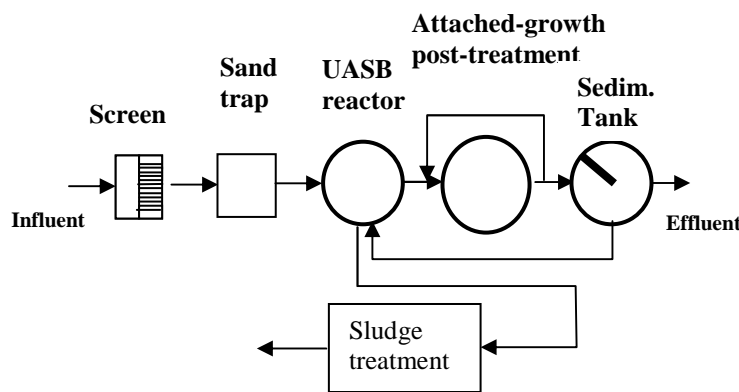 Attached-growth
post-treatment
Sand
trap
UASB
reactor
Sedim.
Tank
Screen
Influent
Effluent
Sludge
treatment